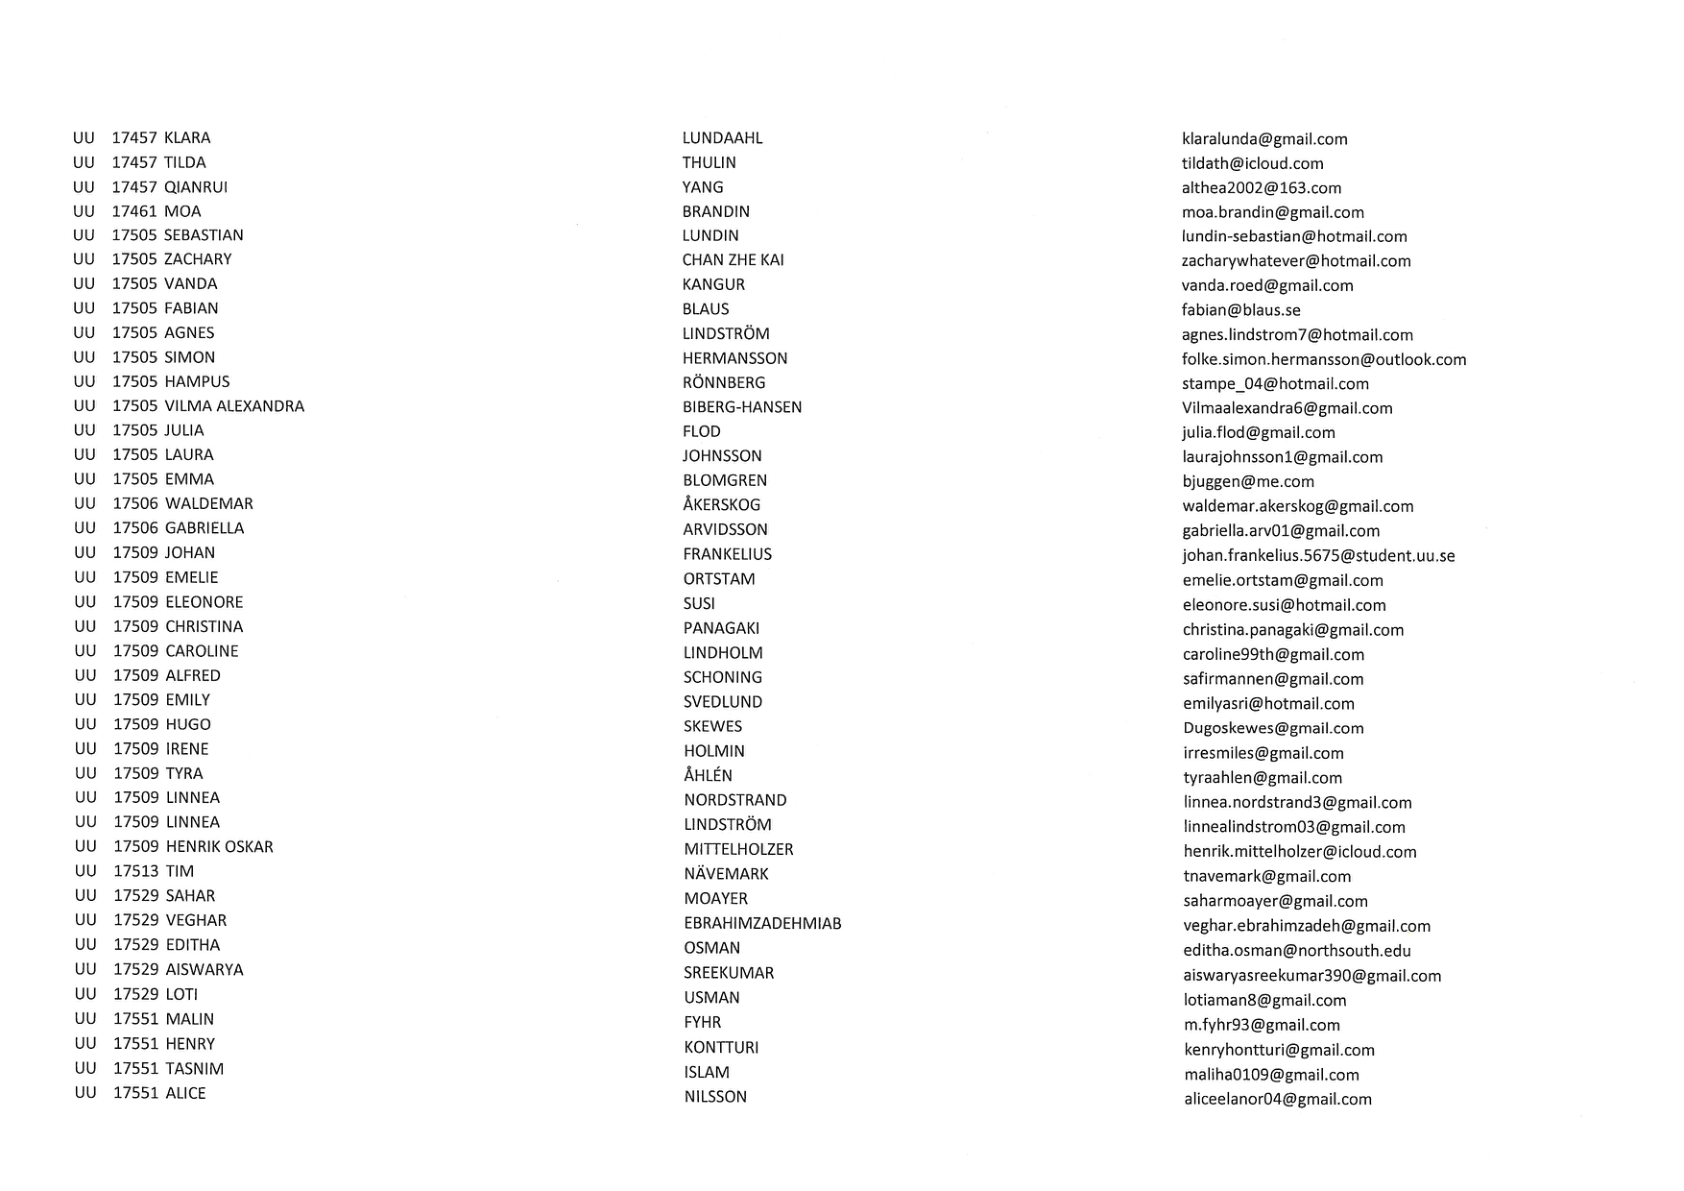 UU 17457 KLARA LUNDAAHL klaralunda@gmail.com
UU 17457 TILDA THULIN tildath@icloud.com
UU 17457 QIANRUI YANG althea2002@163.com
UU 17461 MOA BRANDIN moa.brandin@gmail.com
UU 17505 SEBASTIAN LUNDIN lundin-sebastian@hotmail.com
UU 17505 ZACHARY CHAN ZHE KAI zacharywhatever@hotmail.com
UU 17505 VANDA KANGUR vanda.roed@gmail.com
UU 17505 FABIAN BLAUS fabian@blaus.se
UU 17505 AGNES LINDSTRÖM agnes.lindstrom7@hotmail.com
UU 17505 SIMON HERMANSSON folke.simon.hermansson@outlook.com
UU 17505 HAMPUS RÖNNBERG stampe_04@hotmail.com
UU 17505 VILMA ALEXANDRA BIBERG-HANSEN Vilmaalexandra6@gmail.com
UU 17505 JULIA FLOD julia.flod@gmail.com
UU 17505 LAURA JOHNSSON laurajohnsson1@gmail.com
UU 17505 EMMA BLOMGREN bjuggen@me.com
UU 17506 WALDEMAR ÅKERSKOG waldemar.akerskog@gmail.com
UU 17506 GABRIELLA ARVIDSSON gabriella.arv01@gmail.com
UU 17509 JOHAN FRANKELIUS johan.frankelius.5675@student.uu.se
UU 17509 EMELIE ORTSTAM emelie.ortstam@gmail.com
UU 17509 ELEONORE SUSI eleonore.susi@hotmail.com
UU 17509 CHRISTINA PANAGAKI christina.panagaki@gmail.com
UU 17509 CAROLINE LINDHOLM caroline99th@gmail.com
UU 17509 ALFRED SCHONING safirmannen@gmail.com
UU 17509 EMILY SVEDLUND emilyasri@hotmail.com
UU 17509 HUGO SKEWES Dugoskewes@gmail.com
UU 17509 IRENE HOLMIN irresmiles@gmail.com
UU 17509 TYRA ÅHLÉN tyraahlen@gmail.com
UU 17509 LINNEA NORDSTRAND linnea.nordstrand3@gmail.com
UU 17509 LINNEA LINDSTRÖM linnealindstrom03@gmail.com
UU 17509 HENRIK OSKAR MITTELHOLZER henrik.mittelholzer@icloud.com
UU 17513 TIM NÄVEMARK tnavemark@gmail.com
UU 17529 SAHAR MOAYER saharmoayer@gmail.com
UU 17529 VEGHAR EBRAHIMZADEHMIAB veghar.ebrahimzadeh@gmail.com
UU 17529 EDITHA OSMAN editha.osman@northsouth.edu
UU 17529 AISWARYA SREEKUMAR aiswaryasreekumar390@gmail.com
UU 17529 LOTI USMAN lotiaman8@gmail.com
UU 17551 MALIN FYHR m.fyhr93@gmail.com
UU 17551 HENRY KONTTURI kenryhontturi@gmail.com
UU 17551 TASNIM ISLAM maliha0109@gmail.com
UU 17551 ALICE NILSSON aliceelanor04@gmail.com